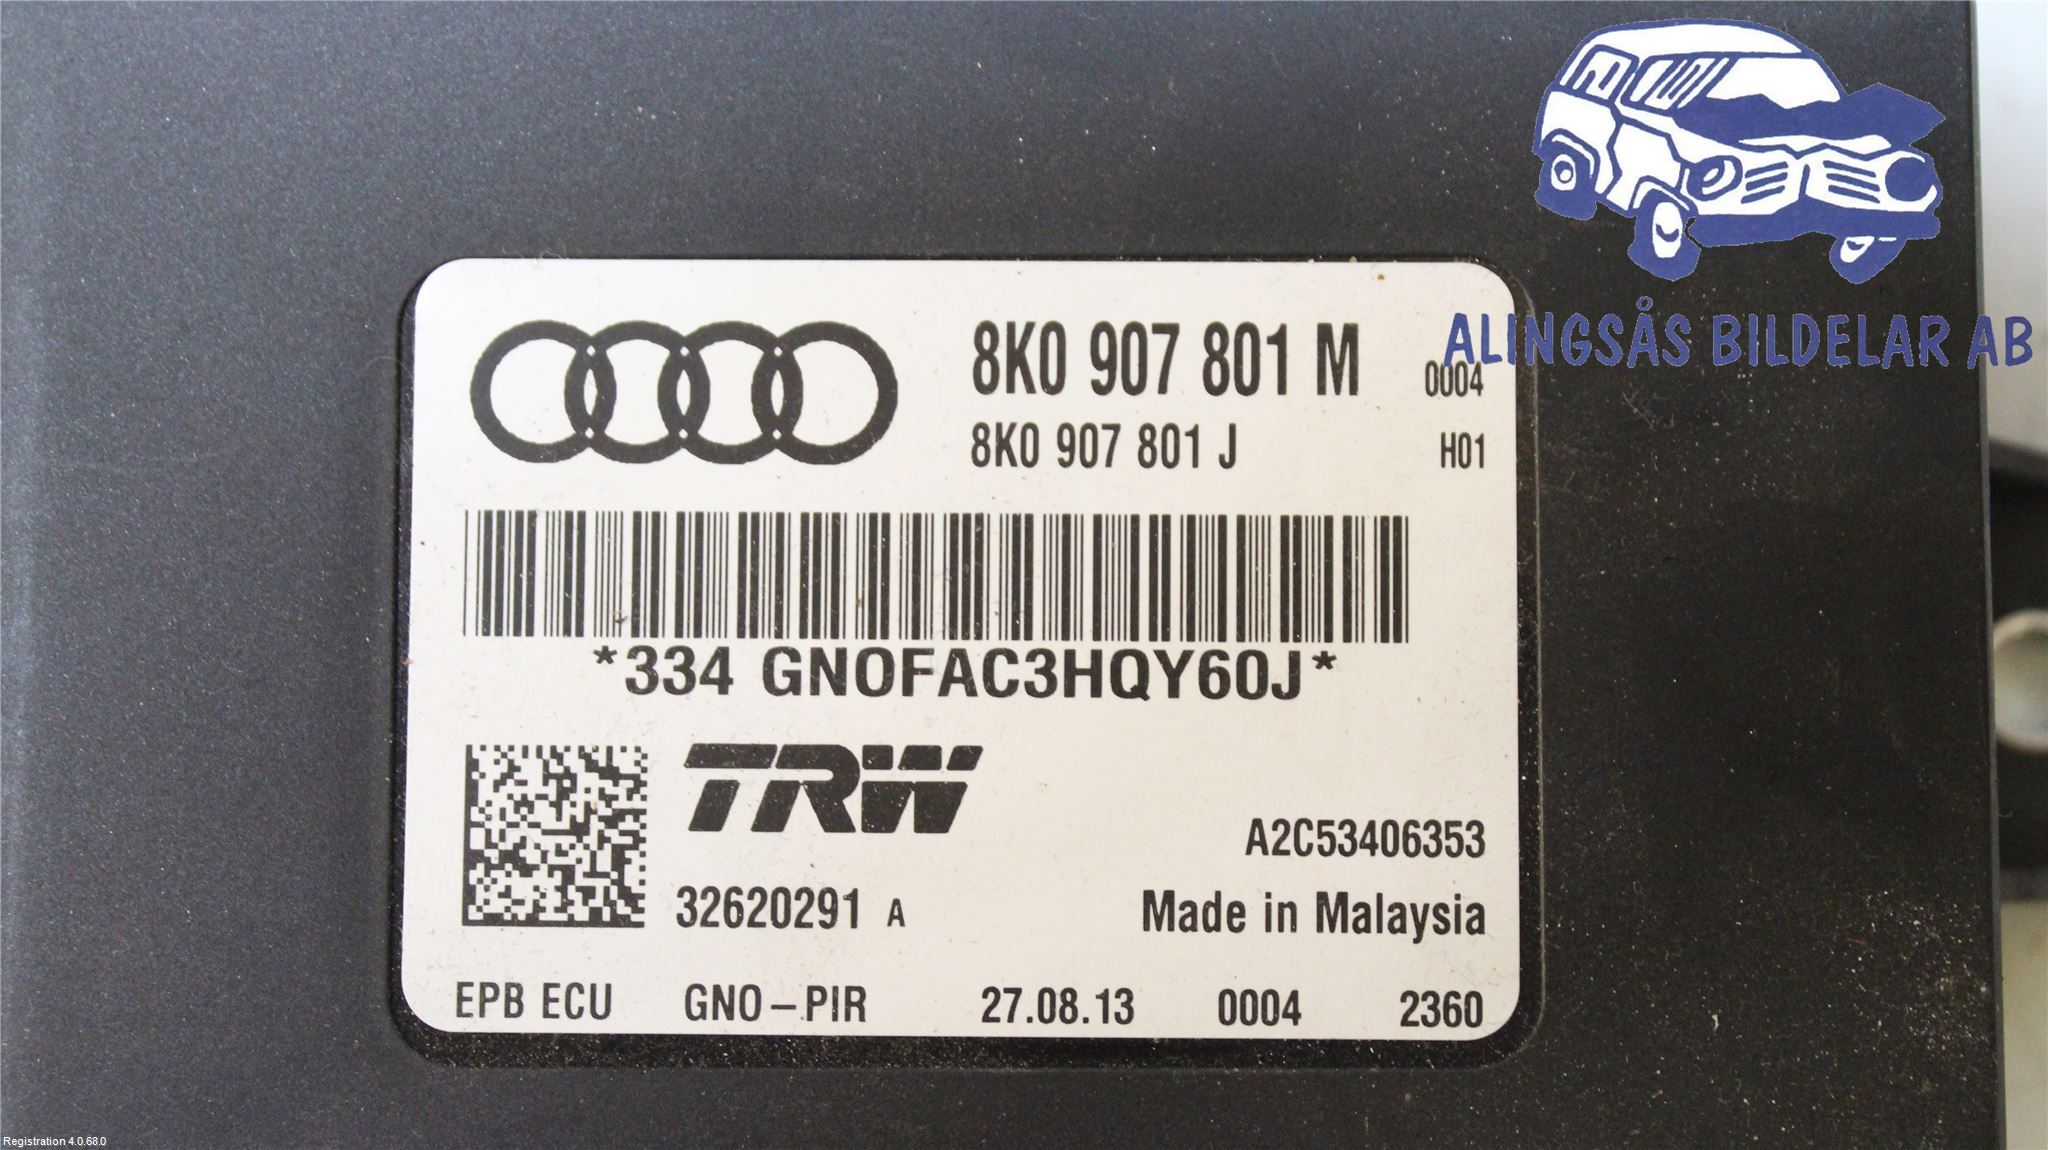 ALINGSÅS BILDELAR AB
8K0 907 801 M 0004
8K0 907 801 J H01
*334 GNOFAC3HQY60J*
TRW
A2C53406353
32620291 A Made in Malaysia
EPB ECU GNO-PIR 27.08.13 0004 2360
Registration 4.0.68.0